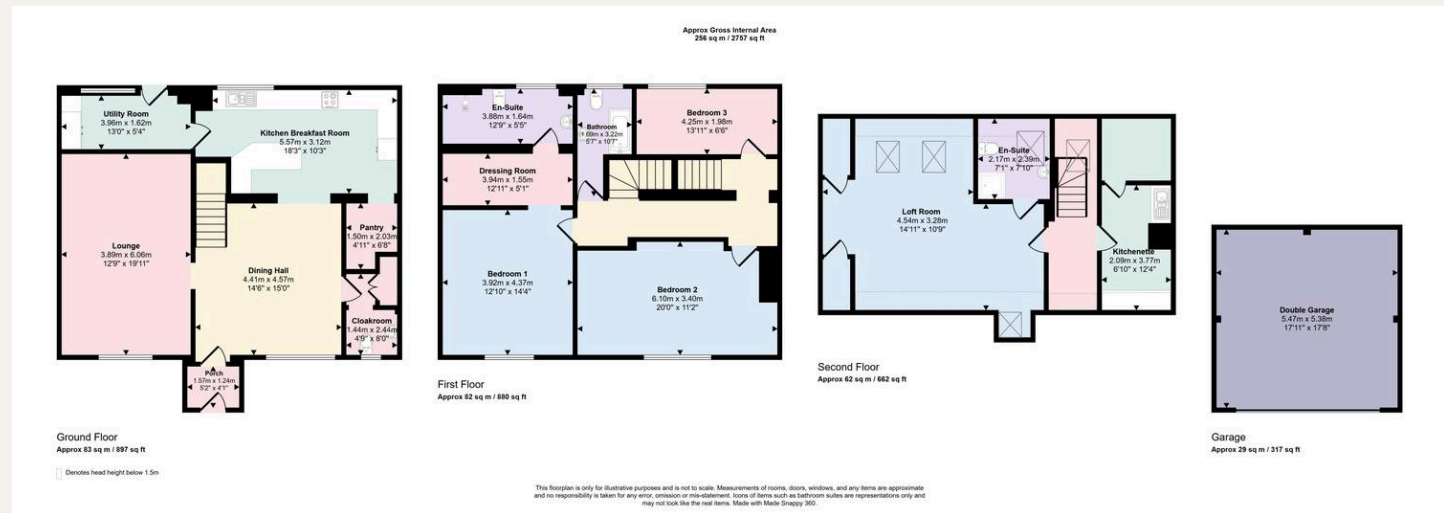 Approx Gross Internal Area
256 sq m / 2757 sq ft
Utility Room
3.96m x 1.62m
13'0" x 5'4"
Kitchen Breakfast Room
5.57m x 3.12m
18'3" x 10'3"
Lounge
3.89m x 6.06m
12'9" x 19'11"
Dining Hall
4.41m x 4.57m
14'6" x 15'0"
Pantry
1.50m x 2.03m
4'11" x 6'8"
Cloakroom
1.44m x 2.44m
4'9" x 8'0"
Porch
1.57m x 1.24m
5'2" x 4'1"
Ground Floor
Approx 83 sq m / 897 sq ft
Denotes head height below 1.5m
En-Suite
3.88m x 1.64m
12'9" x 5'5"
Bathroom
1.69m x 3.22m
5'7" x 10'7"
Bedroom 3
4.25m x 1.98m
13'11" x 6'6"
Dressing Room
3.94m x 1.55m
12'11" x 5'1"
Bedroom 1
3.92m x 4.37m
12'10" x 14'4"
Bedroom 2
6.10m x 3.40m
20'0" x 11'2"
First Floor
Approx 82 sq m / 880 sq ft
En-Suite
2.17m x 2.39m
7'1" x 7'10"
Loft Room
4.54m x 3.28m
14'11" x 10'9"
Kitchenette
2.09m x 3.77m
6'10" x 12'4"
Second Floor
Approx 62 sq m / 662 sq ft
Double Garage
5.47m x 5.38m
17'11" x 17'8"
Garage
Approx 29 sq m / 317 sq ft
This floorplan is only for illustrative purposes and is not to scale. Measurements of rooms, doors, windows, and any items are approximate
and no responsibility is taken for any error, omission or mis-statement. Icons of items such as bathroom suites are representations only and
may not look like the real items. Made with Made Snappy 360.